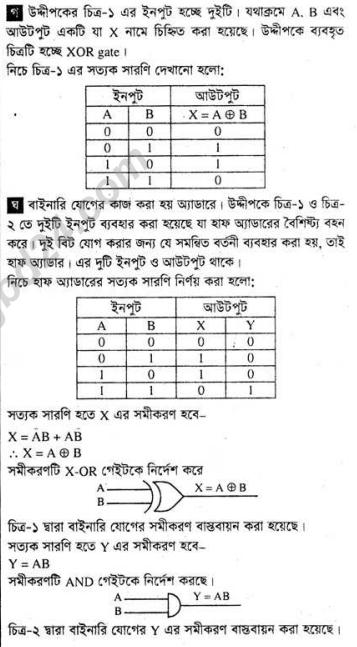 গ উদ্দীপকের চিত্র-১ এর ইনপুট হচ্ছে দুইটি। যথাক্রমে A. B এবং
আউটপুট একটি যা X নামে চিহ্নিত করা হয়েছে। উদ্দীপকে ব্যবহৃত
চিত্রটি হচ্ছে XOR gate।
নিচে চিত্র-১ এর সত্যক সারণি দেখানো হলো:
ইনপুট আউটপুট
A B X = A ⊕ B
0 0 0
0 1 1
1 0 1
1 1 0
ঘ বাইনারি যোগের কাজ করা হয় অ্যাডারে। উদ্দীপকে চিত্র-১ ও চিত্র-
২ তে দুইটি ইনপুট ব্যবহার করা হয়েছে যা হাফ অ্যাডারের বৈশিষ্ট্য বহন
করে। দুই বিট যোগ করার জন্য যে সমন্বিত বর্তনী ব্যবহার করা হয়, তাই
হাফ অ্যাডার। এর দুটি ইনপুট ও আউটপুট থাকে।
নিচে হাফ অ্যাডারের সত্যক সারণি নির্ণয় করা হলো:
ইনপুট আউটপুট
A B X Y
0 0 0 0
0 1 1 0
1 0 1 0
1 1 0 1
সত্যক সারণি হতে X এর সমীকরণ হবে–
X = A̅B + AB̅
∴ X = A ⊕ B
সমীকরণটি X-OR গেইটকে নির্দেশ করে
A
B
X = A ⊕ B
চিত্র-১ দ্বারা বাইনারি যোগের সমীকরণ বাস্তবায়ন করা হয়েছে।
সত্যক সারণি হতে Y এর সমীকরণ হবে–
Y = AB
সমীকরণটি AND গেইটকে নির্দেশ করছে।
A
B
Y = AB
চিত্র-২ দ্বারা বাইনারি যোগের Y এর সমীকরণ বাস্তবায়ন করা হয়েছে।